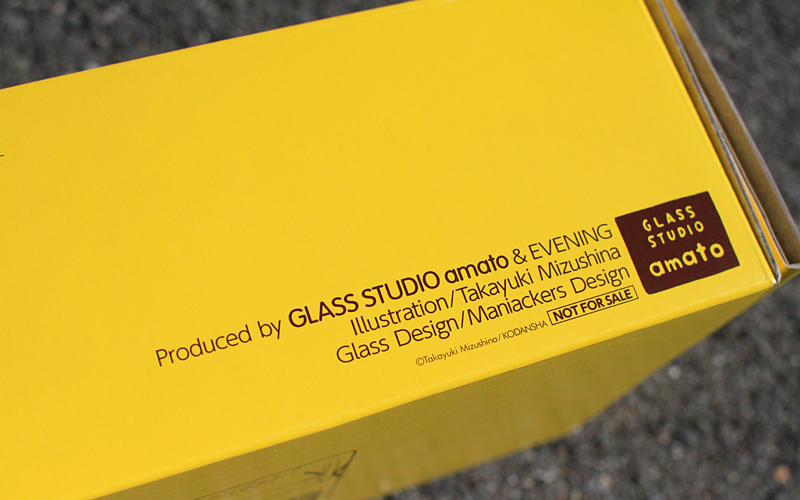 Produced by GLASS STUDIO amato & EVENING
Illustration/Takayuki Mizushina
Glass Design/Maniackers Design
©Takayuki Mizushina/KODANSHA NOT FOR SALE
GLASS
STUDIO
amato